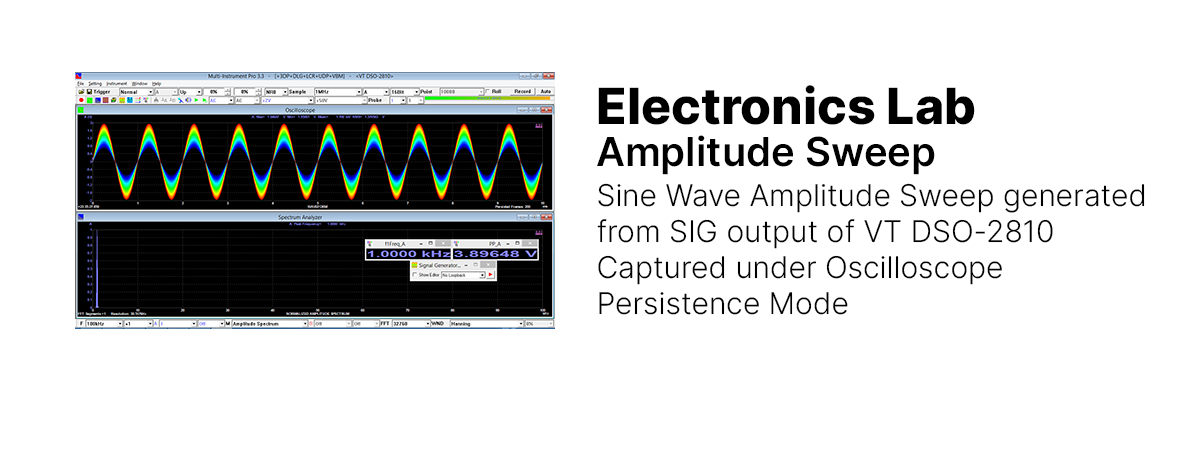 Multi-Instrument Pro 3.3 - [+3DP+DLG+LCR+UDP+VBM] - <VT DSO-2810>
File Setting Instrument Window Help
Trigger Normal A Up 0% 0% NFR Sample 1MHz A Point 10000 Roll Record Auto
AC AC ±2V ±50V Probe 1 1
Oscilloscope
WAVEFORM
Spectrum Analyzer
f1Freq_A PP_A
1.0000 kHz 3.89648 V
Signal Generator...
Show Editor No Loopback
NORMALIZED AMPLITUDE SPECTRUM
F 100kHz ×1 A Off M Amplitude Spectrum Off Off FFT 32768 WND Hanning 0%
Electronics Lab
Amplitude Sweep
Sine Wave Amplitude Sweep generated
from SIG output of VT DSO-2810
Captured under Oscilloscope
Persistence Mode